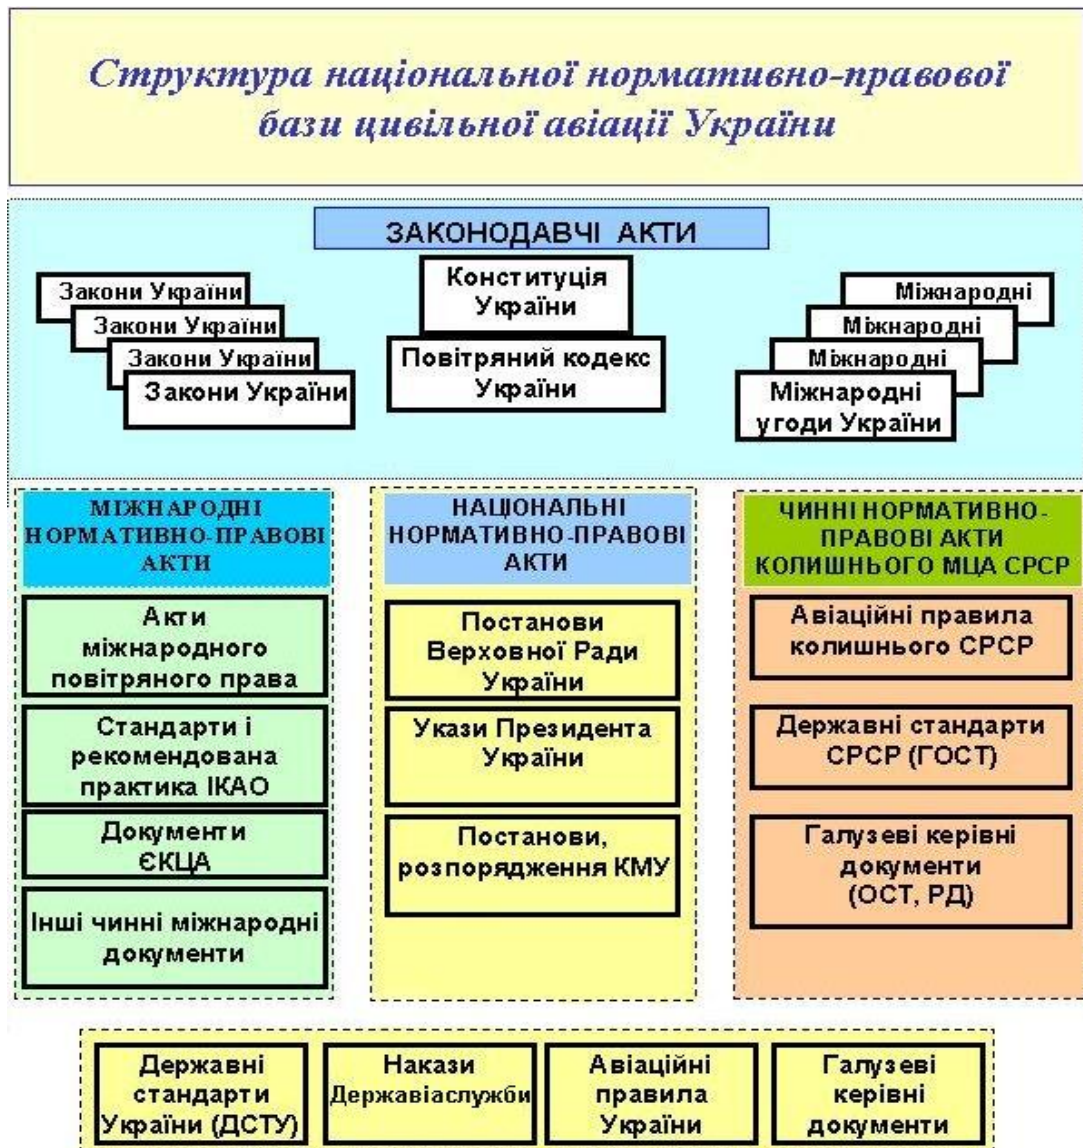 Структура національної нормативно-правової
бази цивільної авіації України
ЗАКОНОДАВЧІ АКТИ
Закони України
Закони України
Закони України
Закони України
Конституція
України
Повітряний кодекс
України
Міжнародні
Міжнародні
Міжнародні
Міжнародні
угоди України
МІЖНАРОДНІ
НОРМАТИВНО-ПРАВОВІ
АКТИ
Акти
міжнародного
повітряного права
Стандарти і
рекомендована
практика ІКАО
Документи
ЄКЦА
Інші чинні міжнародні
документи
НАЦІОНАЛЬНІ
НОРМАТИВНО-ПРАВОВІ
АКТИ
Постанови
Верховної Ради
України
Укази Президента
України
Постанови,
розпорядження КМУ
ЧИННІ НОРМАТИВНО-
ПРАВОВІ АКТИ
КОЛИШНЬОГО МЦА СРСР
Авіаційні правила
колишнього СРСР
Державні стандарти
СРСР (ГОСТ)
Галузеві керівні
документи
(ОСТ, РД)
Державні
стандарти
України (ДСТУ)
Накази
Державіаслужби
Авіаційні
правила
України
Галузеві
керівні
документи